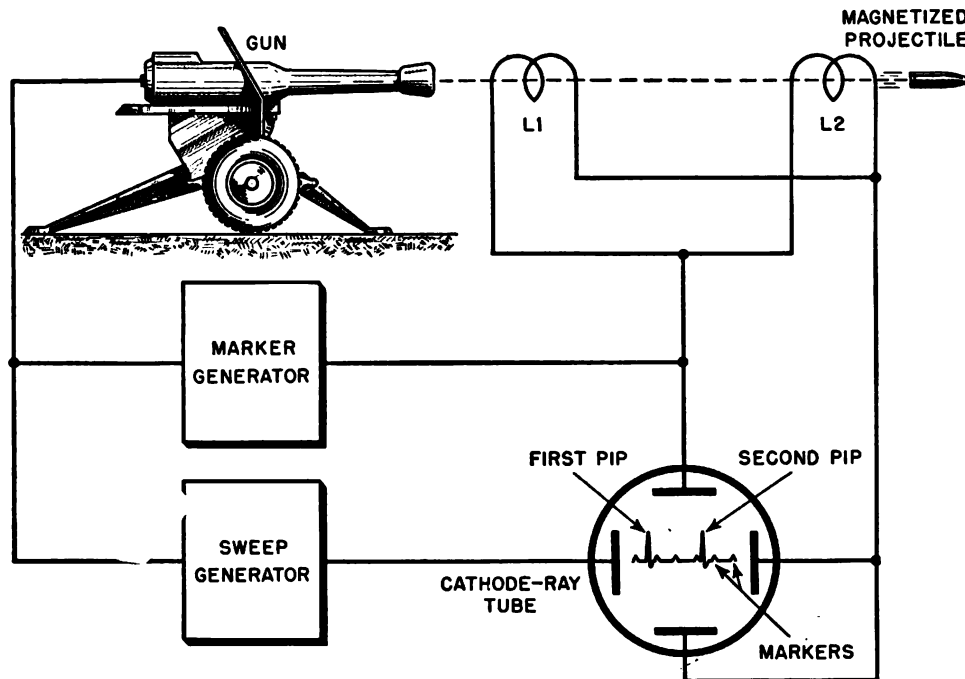 GUN
MAGNETIZED
PROJECTILE
L1
L2
MARKER
GENERATOR
FIRST PIP
SECOND PIP
SWEEP
GENERATOR
CATHODE-RAY
TUBE
MARKERS